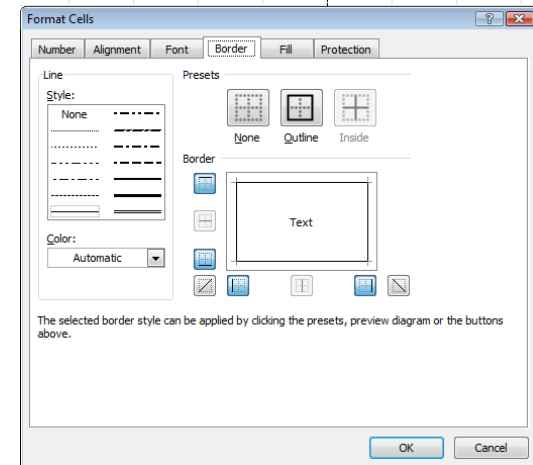 Format Cells
Number Alignment Font Border Fill Protection
Line
Style:
None
Color:
Automatic
Presets
None Outline Inside
Border
Text
The selected border style can be applied by clicking the presets, preview diagram or the buttons
above.
OK Cancel